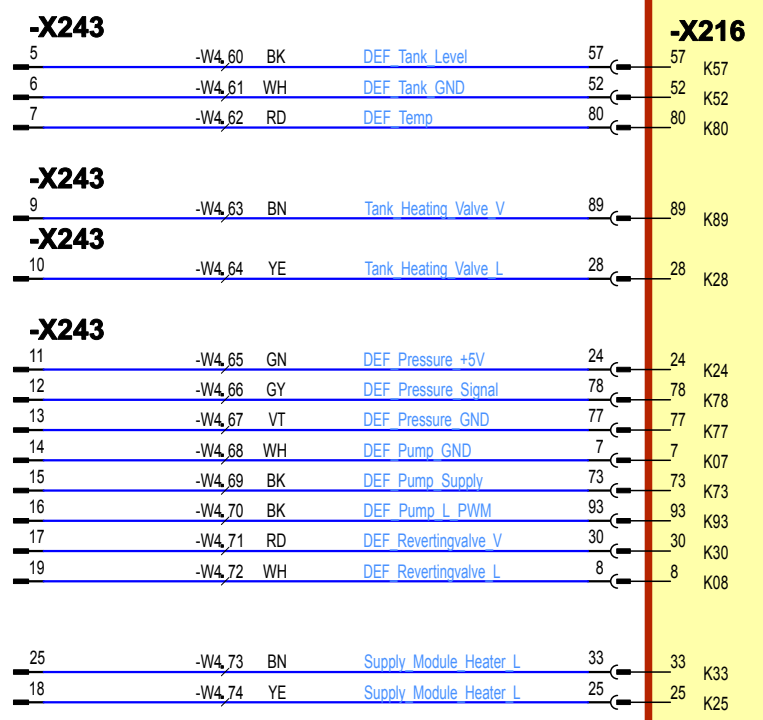 -X243 -X216
5 -W4.60 BK DEF_Tank_Level 57 57 K57
6 -W4.61 WH DEF_Tank_GND 52 52 K52
7 -W4.62 RD DEF_Temp 80 80 K80
-X243
9 -W4.63 BN Tank_Heating_Valve_V 89 89 K89
-X243
10 -W4.64 YE Tank_Heating_Valve_L 28 28 K28
-X243
11 -W4.65 GN DEF_Pressure_+5V 24 24 K24
12 -W4.66 GY DEF_Pressure_Signal 78 78 K78
13 -W4.67 VT DEF_Pressure_GND 77 77 K77
14 -W4.68 WH DEF_Pump_GND 7 7 K07
15 -W4.69 BK DEF_Pump_Supply 73 73 K73
16 -W4.70 BK DEF_Pump_L_PWM 93 93 K93
17 -W4.71 RD DEF_Revertingvalve_V 30 30 K30
19 -W4.72 WH DEF_Revertingvalve_L 8 8 K08
25 -W4.73 BN Supply_Module_Heater_L 33 33 K33
18 -W4.74 YE Supply_Module_Heater_L 25 25 K25